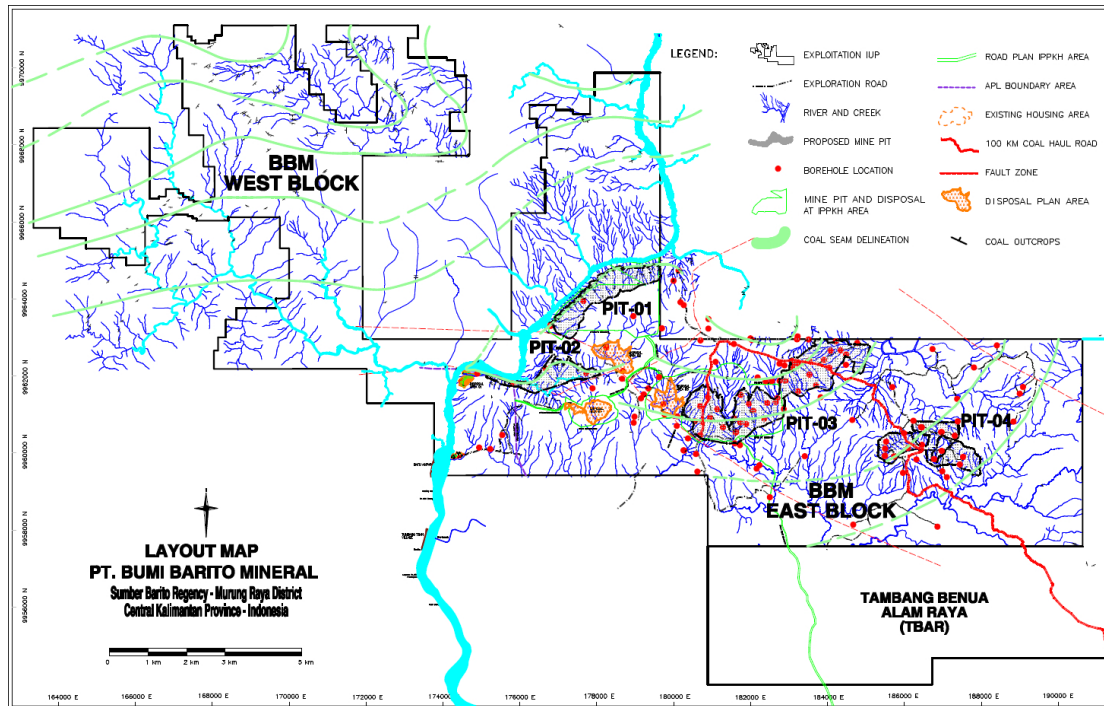 LEGEND:
EXPLOITATION IUP
EXPLORATION ROAD
RIVER AND CREEK
PROPOSED MINE PIT
BOREHOLE LOCATION
MINE PIT AND DISPOSAL
AT IPPKH AREA
COAL SEAM DELINEATION
ROAD PLAN IPPKH AREA
APL BOUNDARY AREA
EXISTING HOUSING AREA
100 KM COAL HAUL ROAD
FAULT ZONE
DISPOSAL PLAN AREA
COAL OUTCROPS
BBM
WEST BLOCK
PIT-01
PIT-02
PIT-03
PIT-04
BBM
EAST BLOCK
TAMBANG BENUA
ALAM RAYA
(TBAR)
LAYOUT MAP
PT. BUMI BARITO MINERAL
Sumber Barito Regency - Murung Raya District
Central Kalimantan Province - Indonesia
0 1 km 2 km 3 km 5 km
9970000 N
9968000 N
9966000 N
9964000 N
9962000 N
9960000 N
9958000 N
9956000 N
164000 E 166000 E 168000 E 170000 E 172000 E 174000 E 176000 E 178000 E 180000 E 182000 E 184000 E 186000 E 188000 E 190000 E